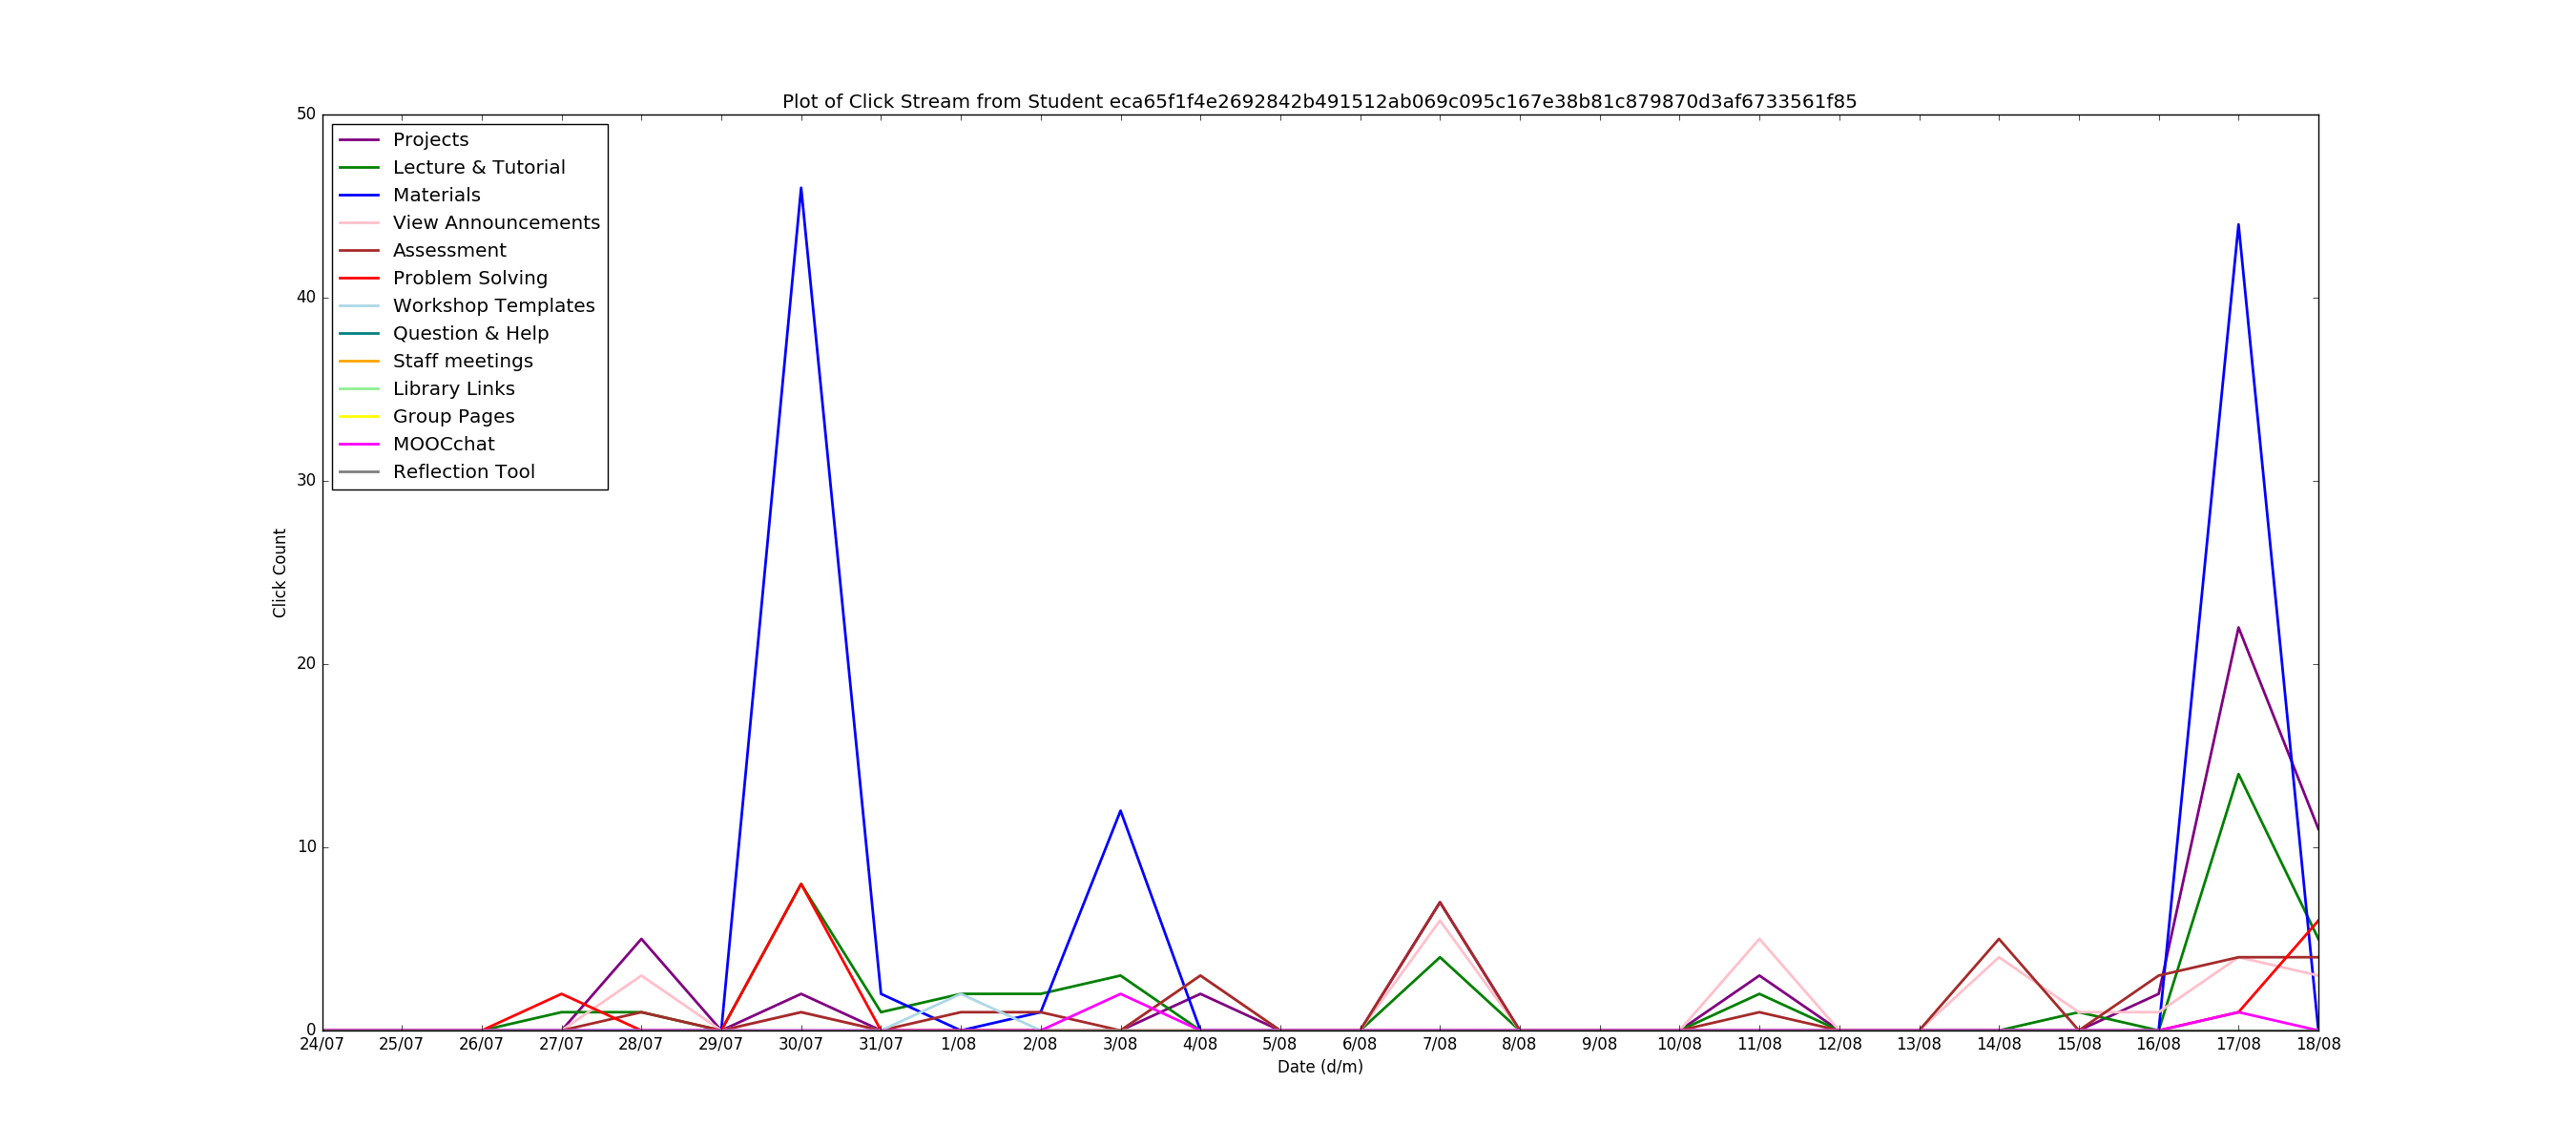 Plot of Click Stream from Student eca65f1f4e2692842b491512ab069c095c167e38b81c879870d3af6733561f85
50
40
30
20
10
0
Click Count
Projects
Lecture & Tutorial
Materials
View Announcements
Assessment
Problem Solving
Workshop Templates
Question & Help
Staff meetings
Library Links
Group Pages
MOOCchat
Reflection Tool
24/07 25/07 26/07 27/07 28/07 29/07 30/07 31/07 1/08 2/08 3/08 4/08 5/08 6/08 7/08 8/08 9/08 10/08 11/08 12/08 13/08 14/08 15/08 16/08 17/08 18/08
Date (d/m)